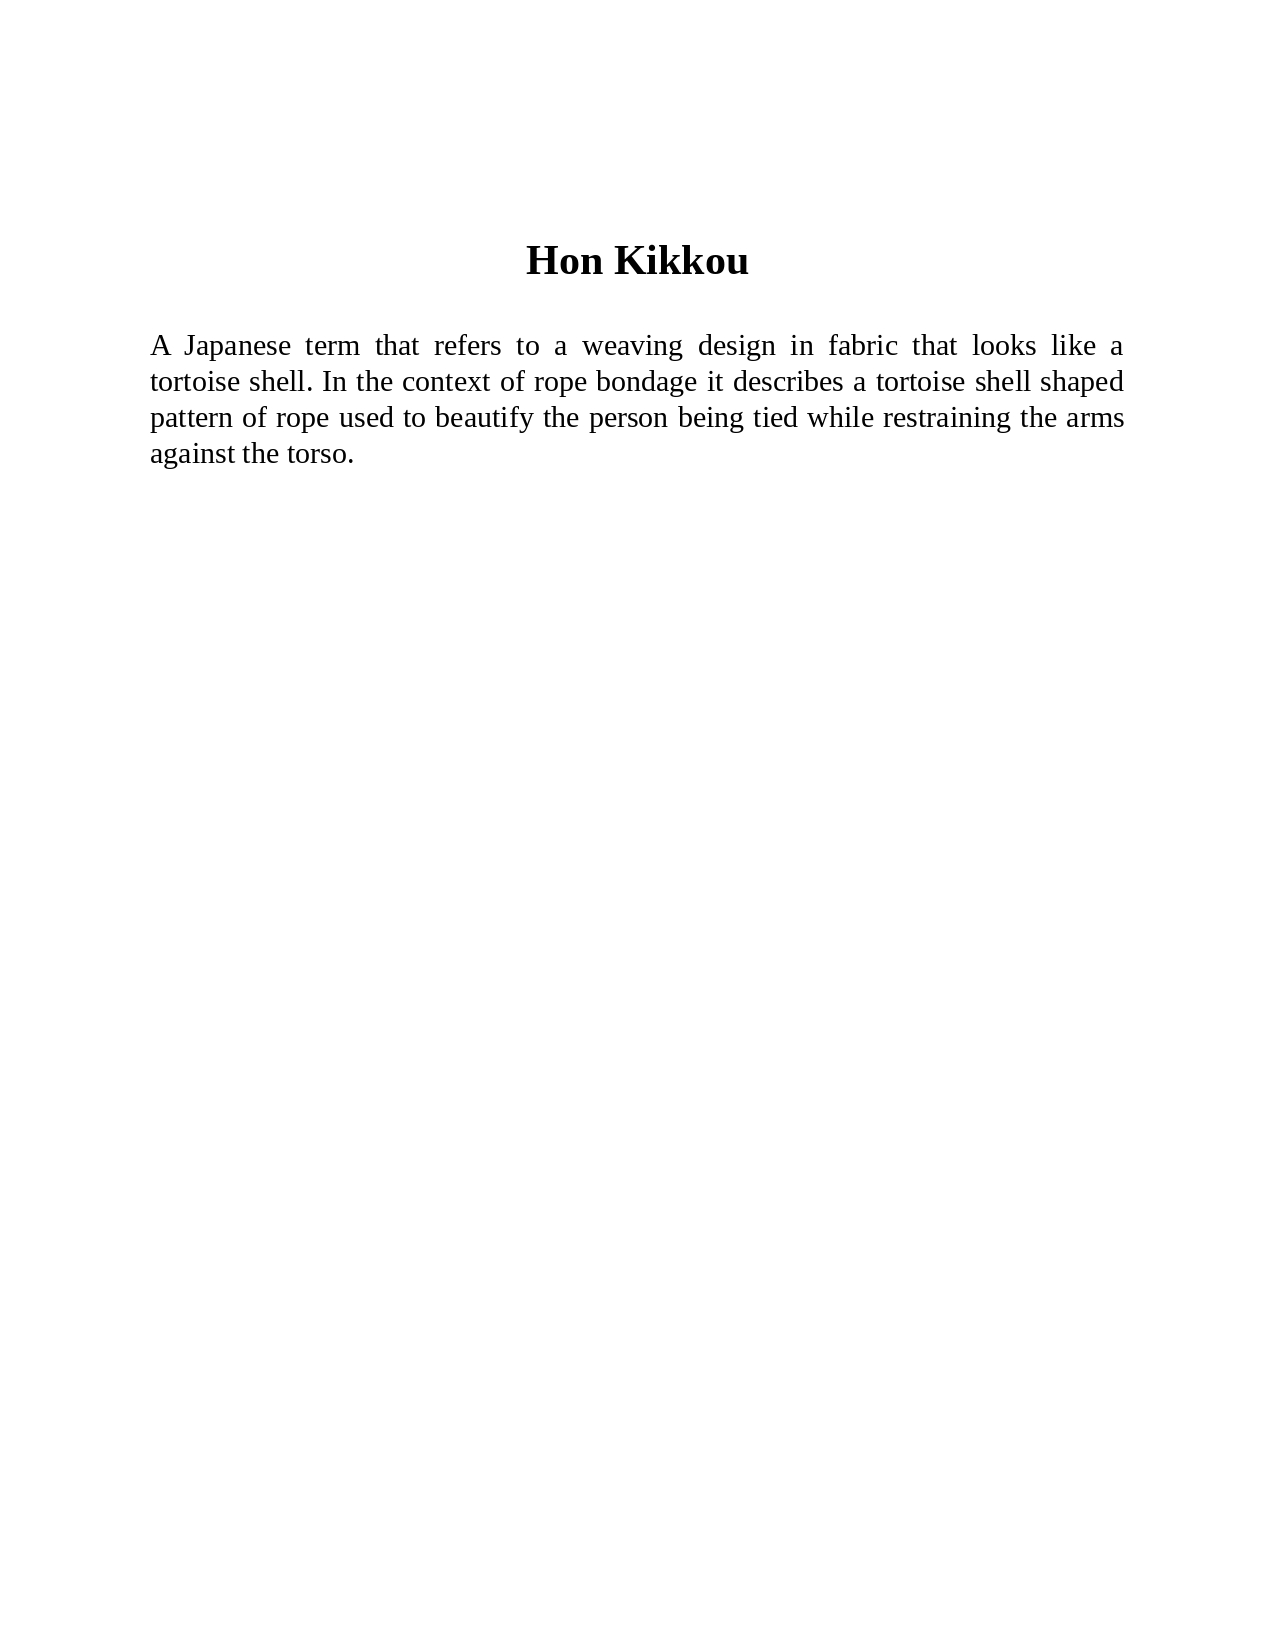 Hon Kikkou
A Japanese term that refers to a weaving design in fabric that looks like a
tortoise shell. In the context of rope bondage it describes a tortoise shell shaped
pattern of rope used to beautify the person being tied while restraining the arms
against the torso.